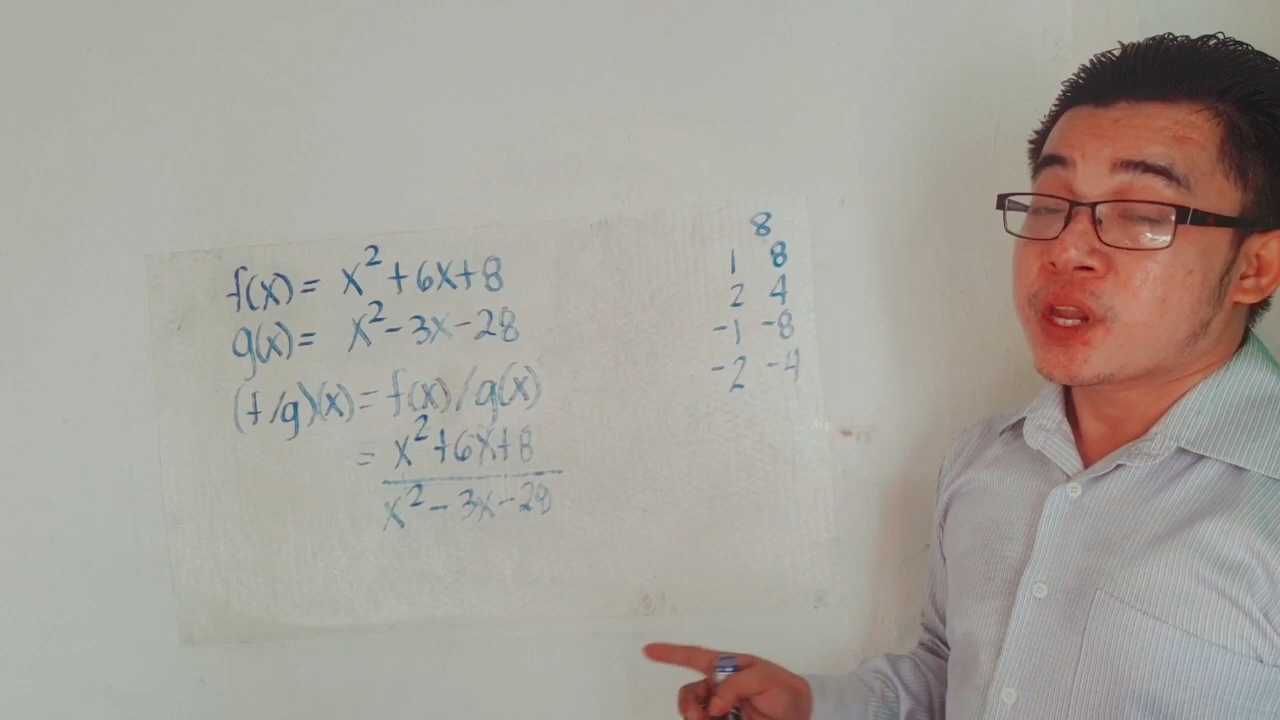 f(x) = x² + 6x + 8
g(x) = x² - 3x - 28
(f/g)(x) = f(x)/g(x)
= x² + 6x + 8
x² - 3x - 28
8
1 8
2 4
-1 -8
-2 -4